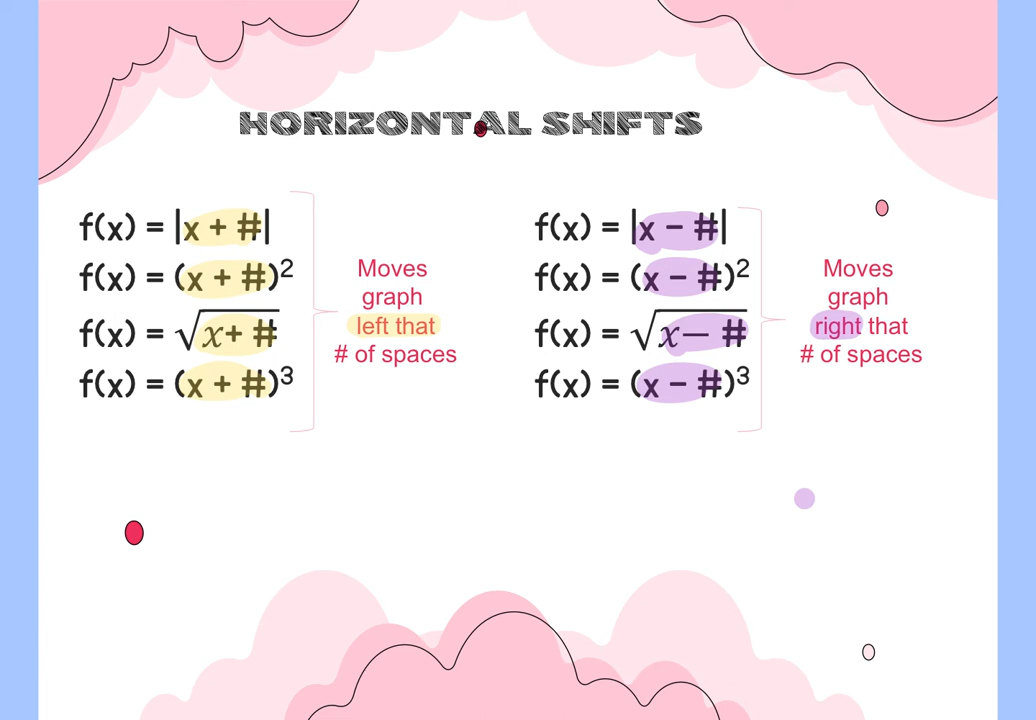 HORIZONTAL SHIFTS
f(x) = |x + #|
f(x) = (x + #)²
f(x) = √x+ #
f(x) = (x + #)³
Moves
graph
left that
# of spaces
f(x) = |x − #|
f(x) = (x − #)²
f(x) = √x− #
f(x) = (x − #)³
Moves
graph
right that
# of spaces